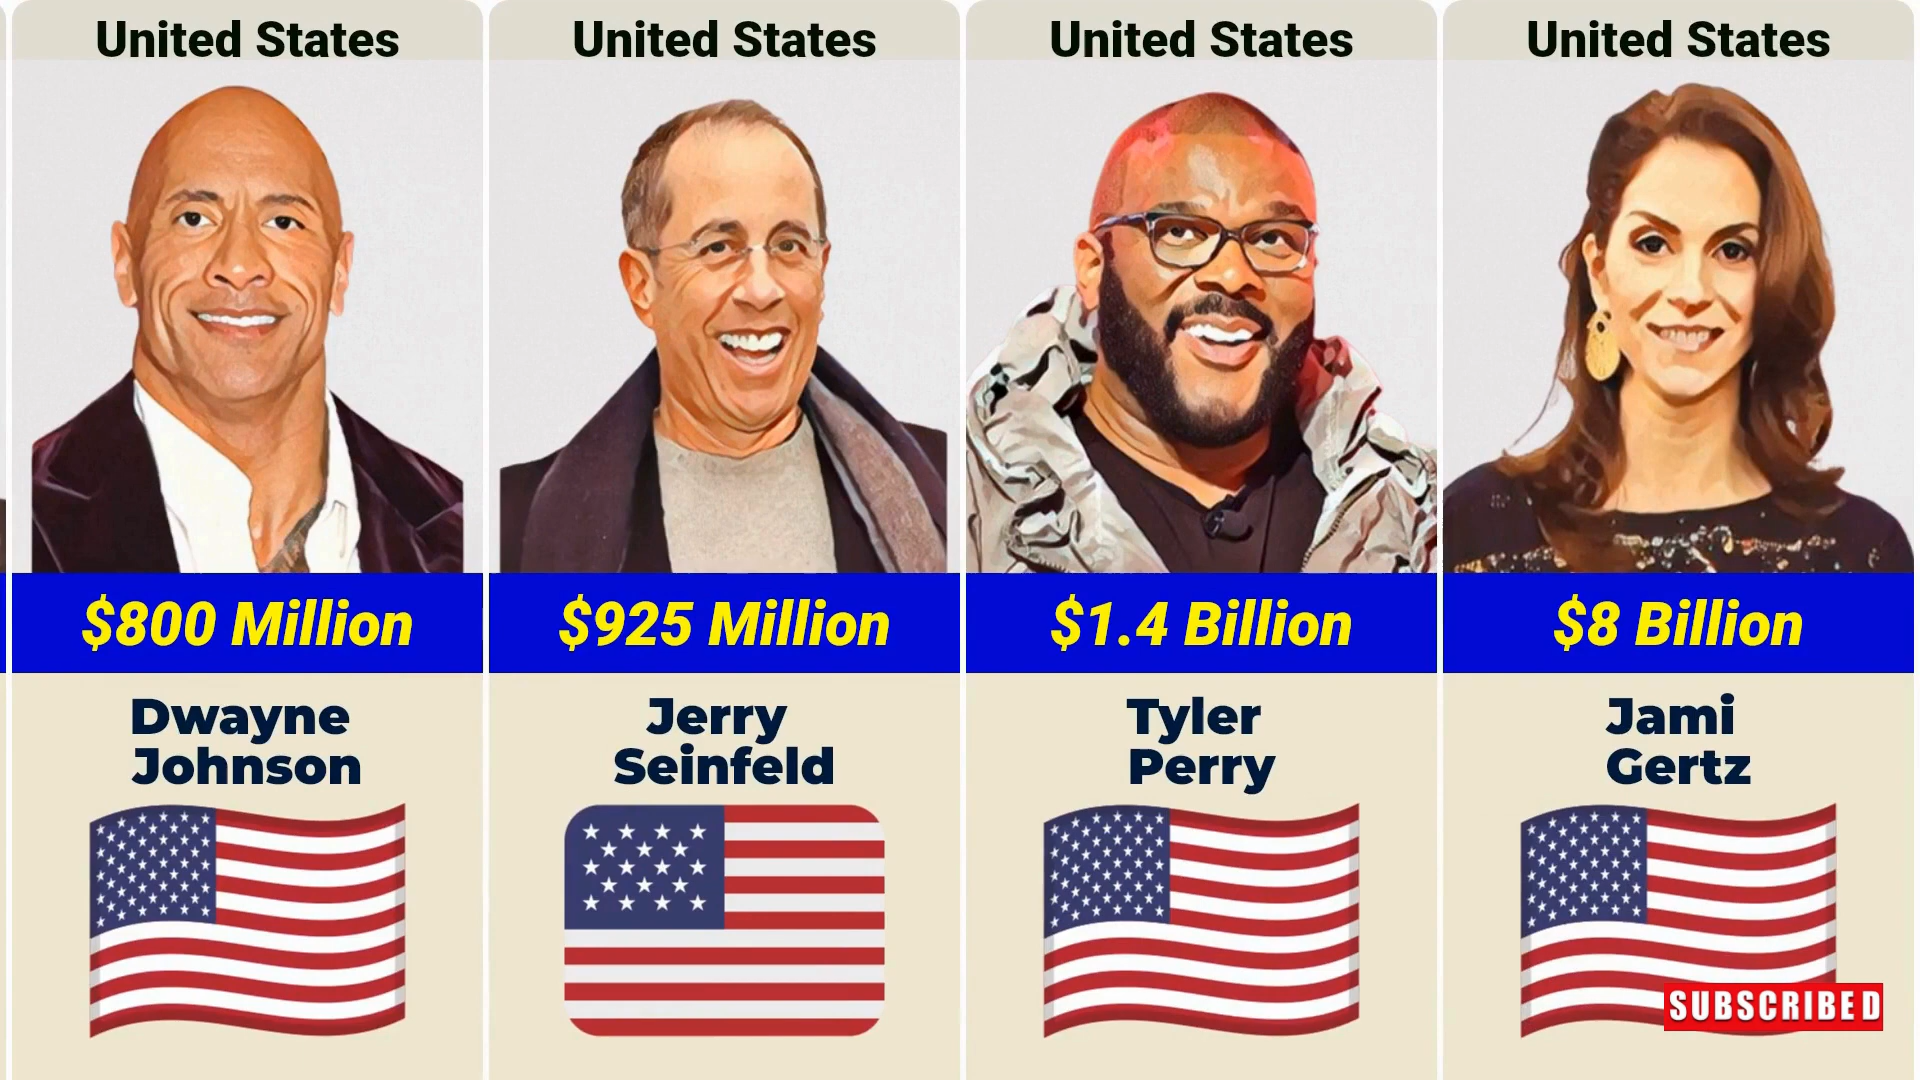 United States
$800 Million
Dwayne
Johnson
United States
$925 Million
Jerry
Seinfeld
United States
$1.4 Billion
Tyler
Perry
United States
$8 Billion
Jami
Gertz
SUBSCRIBED